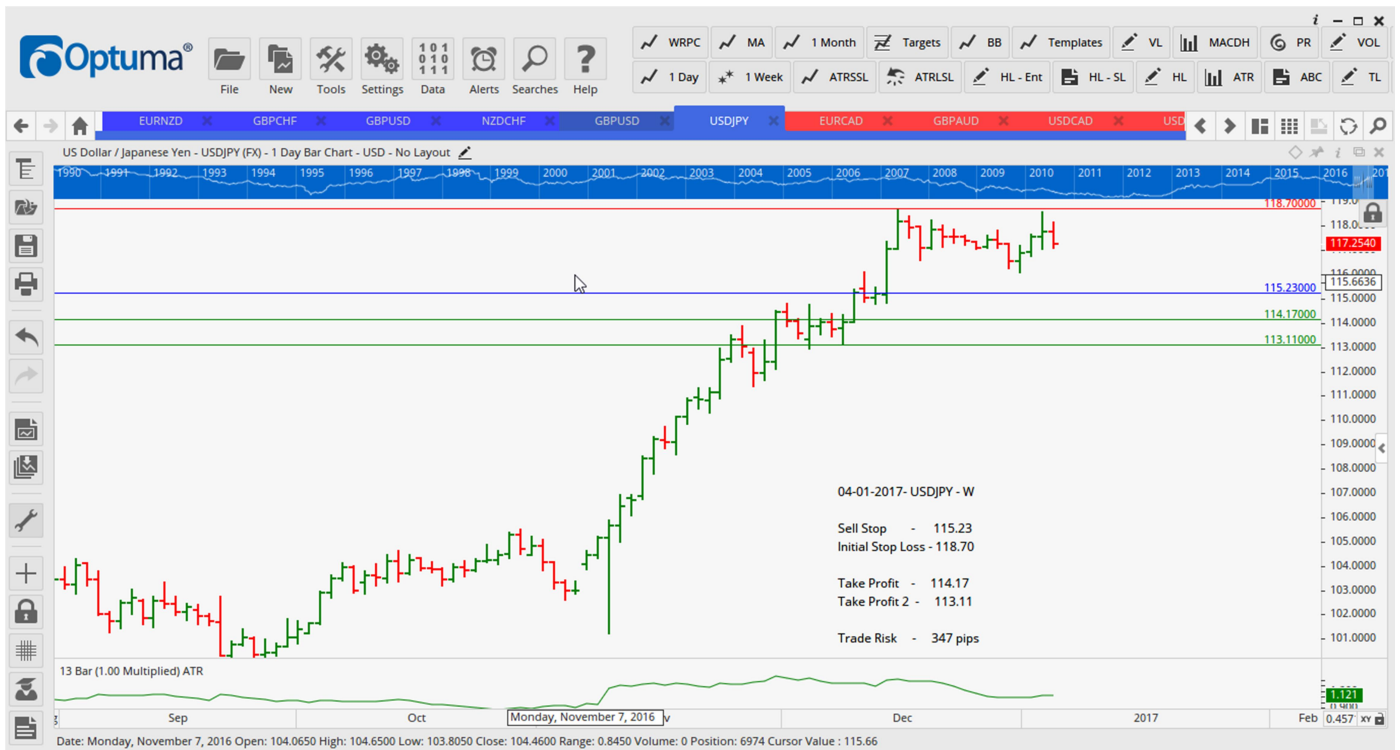 i
Optuma®
File New Tools Settings Data Alerts Searches Help
101
010
111
WRPC MA 1 Month Targets BB Templates VL MACDH PR VOL
1 Day 1 Week ATRSSL ATRLSL HL - Ent HL - SL HL ATR ABC TL
EURNZD GBPCHF GBPUSD NZDCHF GBPUSD USDJPY EURCAD GBPAUD USDCAD USD
US Dollar / Japanese Yen - USDJPY (FX) - 1 Day Bar Chart - USD - No Layout
1990 1991 1992 1993 1994 1995 1996 1997 1998 1999 2000 2001 2002 2003 2004 2005 2006 2007 2008 2009 2010 2011 2012 2013 2014 2015 2016 201
118.70000
119.0
118.0
117.2540
116.0000
115.6636
115.23000
115.0000
114.17000
114.0000
113.11000
113.0000
112.0000
111.0000
110.0000
109.0000
108.0000
107.0000
106.0000
105.0000
104.0000
103.0000
102.0000
101.0000
04-01-2017- USDJPY - W
Sell Stop - 115.23
Initial Stop Loss - 118.70
Take Profit - 114.17
Take Profit 2 - 113.11
Trade Risk - 347 pips
13 Bar (1.00 Multiplied) ATR
1.121
0.900
Sep Oct Monday, November 7, 2016 v Dec 2017 Feb 0.457 XY
Date: Monday, November 7, 2016 Open: 104.0650 High: 104.6500 Low: 103.8050 Close: 104.4600 Range: 0.8450 Volume: 0 Position: 6974 Cursor Value : 115.66